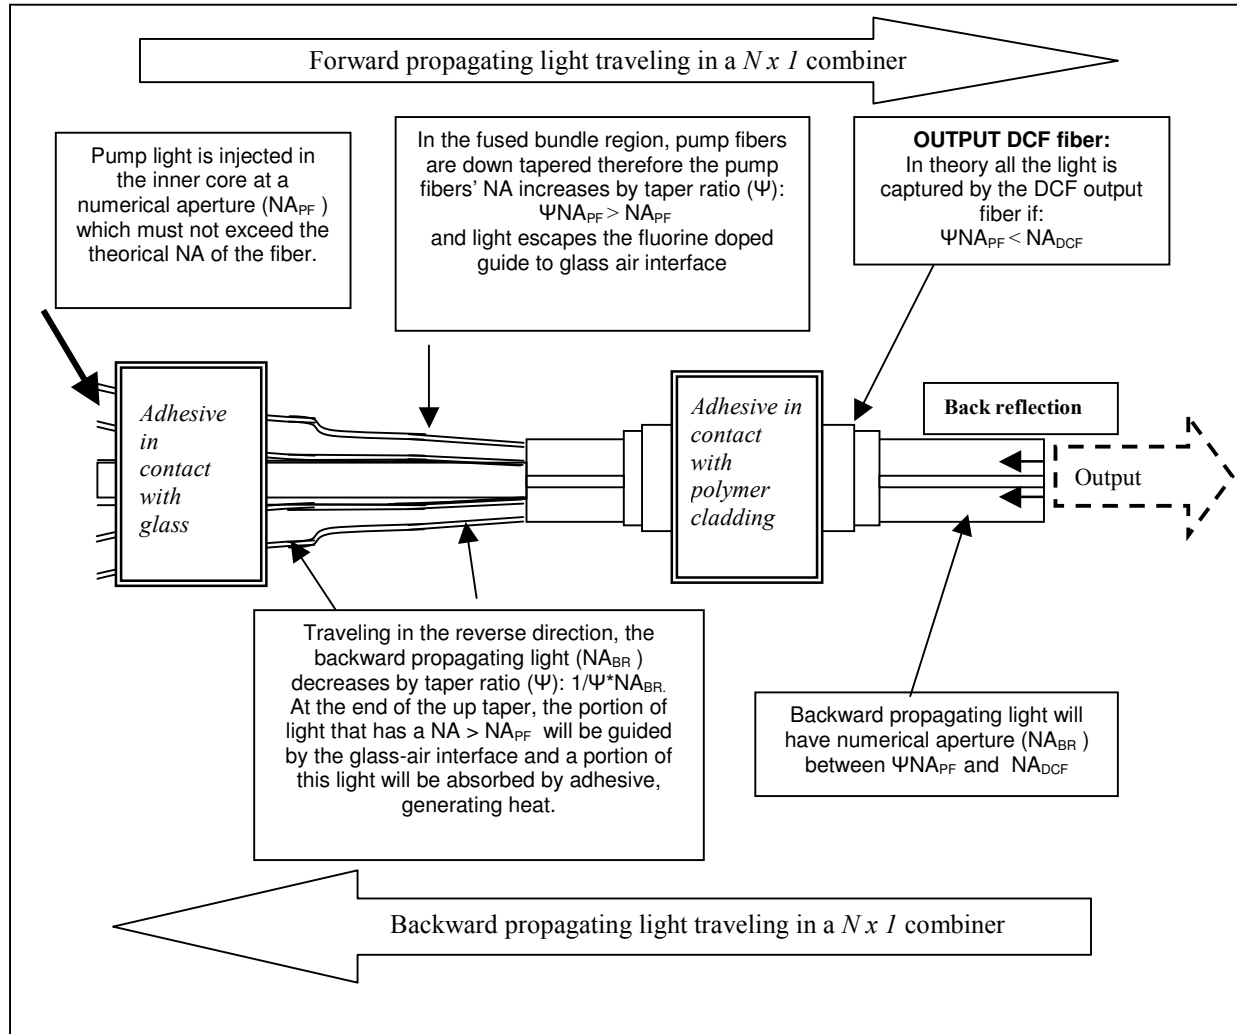 Forward propagating light traveling in a N x 1 combiner
Pump light is injected in
the inner core at a
numerical aperture (NAPF )
which must not exceed the
theorical NA of the fiber.
In the fused bundle region, pump fibers
are down tapered therefore the pump
fibers' NA increases by taper ratio (Ψ):
ΨNAPF > NAPF
and light escapes the fluorine doped
guide to glass air interface
OUTPUT DCF fiber:
In theory all the light is
captured by the DCF output
fiber if:
ΨNAPF < NADCF
Adhesive
in
contact
with
glass
Adhesive in
contact
with
polymer
cladding
Back reflection
Output
Traveling in the reverse direction, the
backward propagating light (NABR )
decreases by taper ratio (Ψ): 1/Ψ*NABR.
At the end of the up taper, the portion of
light that has a NA > NAPF will be guided
by the glass-air interface and a portion of
this light will be absorbed by adhesive,
generating heat.
Backward propagating light will
have numerical aperture (NABR )
between ΨNAPF and NADCF
Backward propagating light traveling in a N x 1 combiner